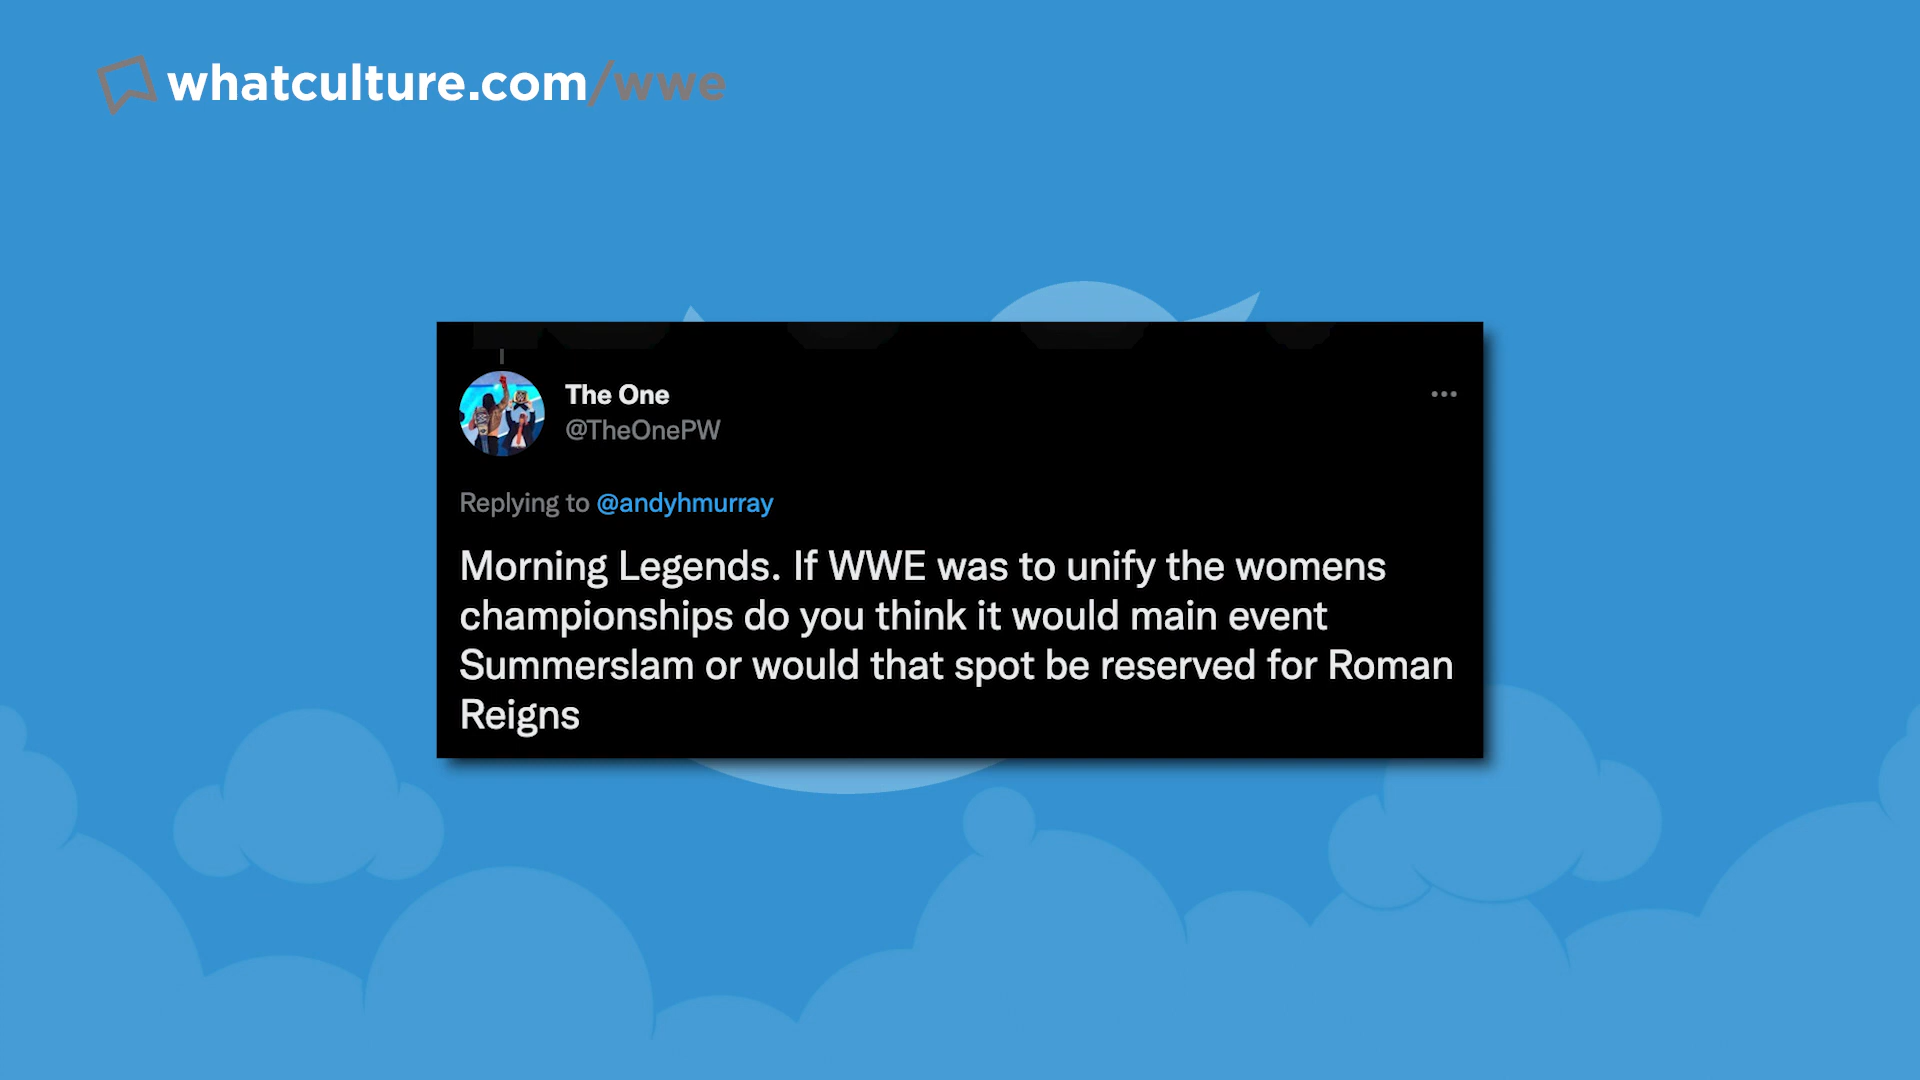 whatculture.com/wwe
The One
@TheOnePW
Replying to @andyhmurray
Morning Legends. If WWE was to unify the womens
championships do you think it would main event
Summerslam or would that spot be reserved for Roman
Reigns